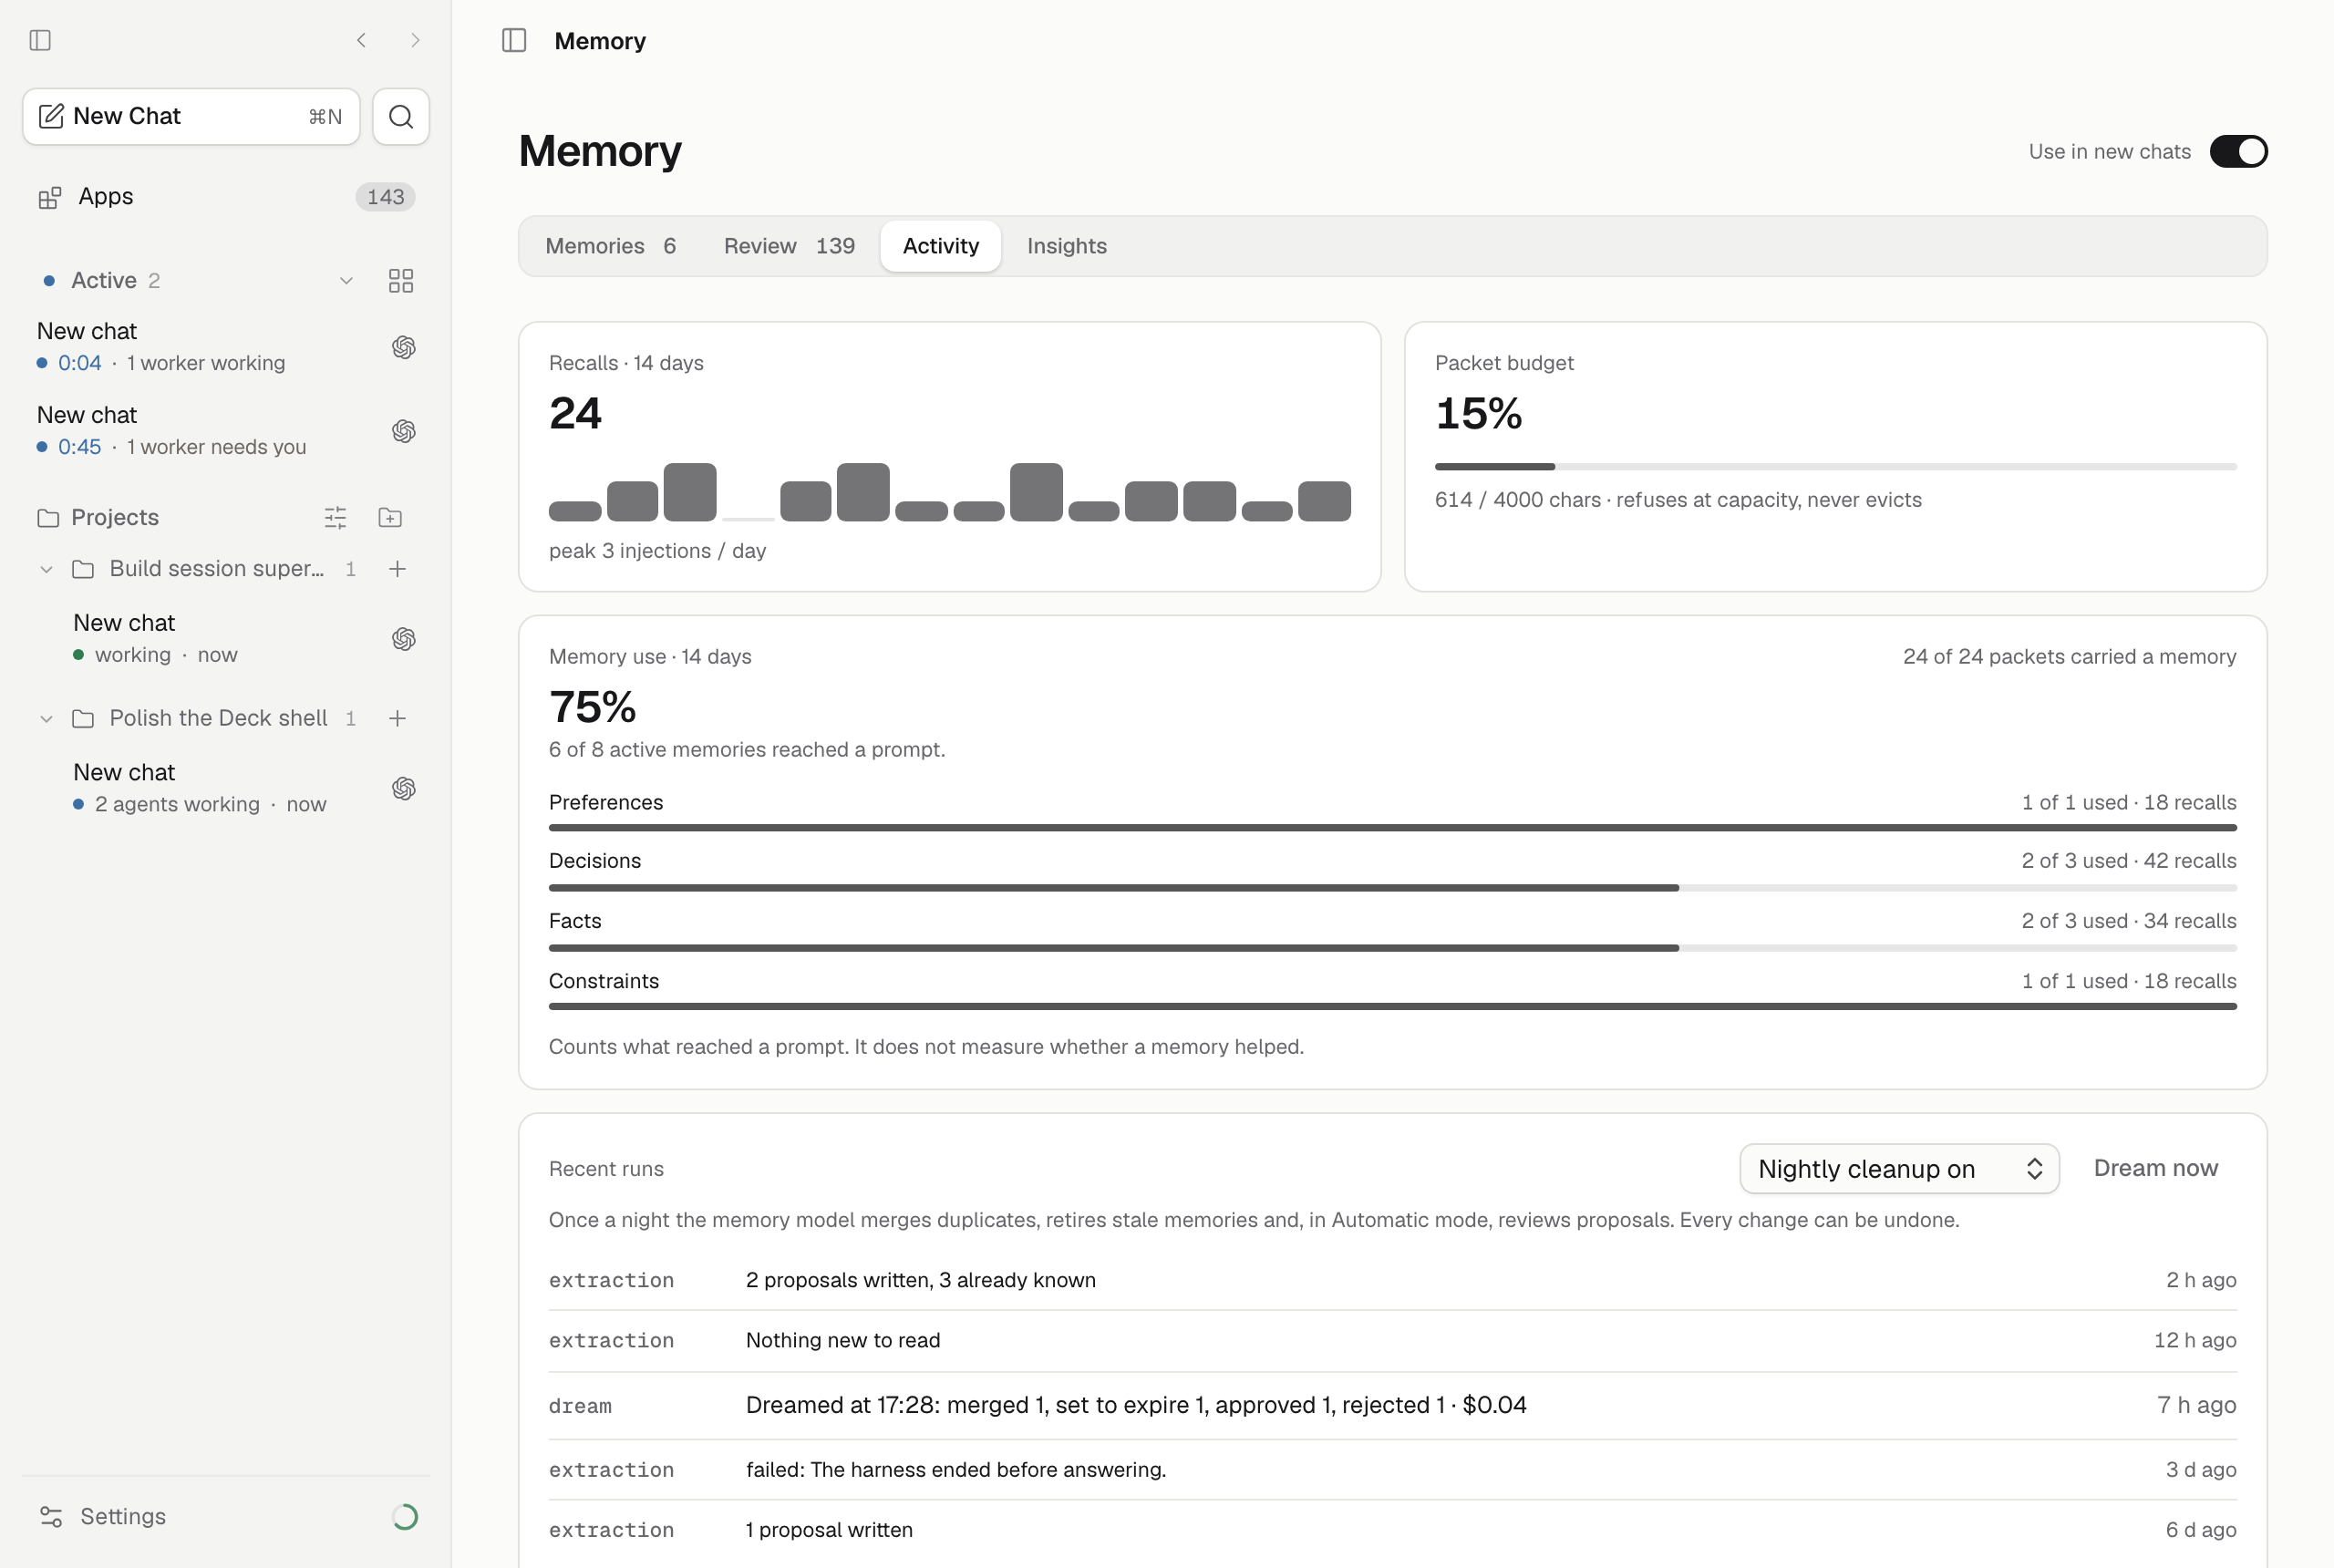 Memory
New Chat ⌘N
Apps 143
Active 2
New chat
0:04 · 1 worker working
New chat
0:45 · 1 worker needs you
Projects
Build session super... 1
New chat
working · now
Polish the Deck shell 1
New chat
2 agents working · now
Settings
Memory
Use in new chats
Memories 6 Review 139 Activity Insights
Recalls · 14 days
24
peak 3 injections / day
Packet budget
15%
614 / 4000 chars · refuses at capacity, never evicts
Memory use · 14 days
24 of 24 packets carried a memory
75%
6 of 8 active memories reached a prompt.
Preferences 1 of 1 used · 18 recalls
Decisions 2 of 3 used · 42 recalls
Facts 2 of 3 used · 34 recalls
Constraints 1 of 1 used · 18 recalls
Counts what reached a prompt. It does not measure whether a memory helped.
Recent runs Nightly cleanup on Dream now
Once a night the memory model merges duplicates, retires stale memories and, in Automatic mode, reviews proposals. Every change can be undone.
extraction 2 proposals written, 3 already known 2 h ago
extraction Nothing new to read 12 h ago
dream Dreamed at 17:28: merged 1, set to expire 1, approved 1, rejected 1 · $0.04 7 h ago
extraction failed: The harness ended before answering. 3 d ago
extraction 1 proposal written 6 d ago